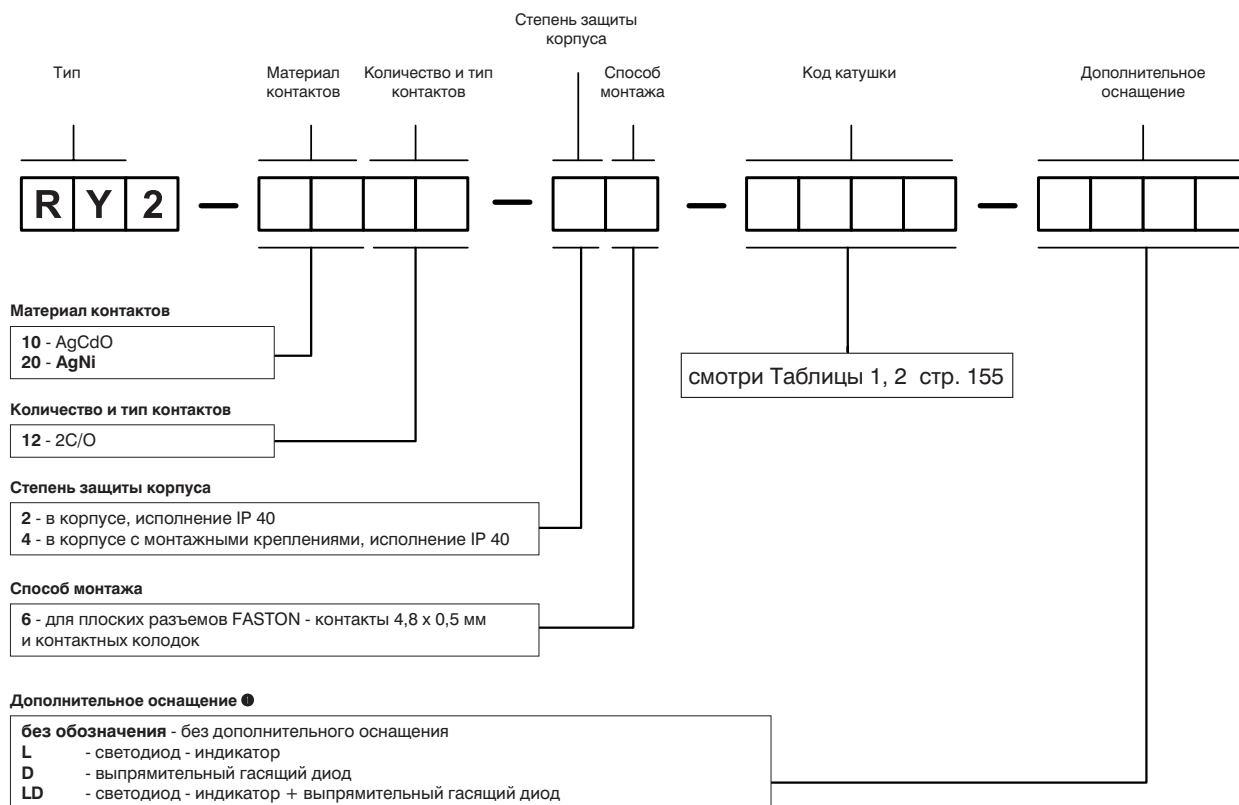 Степень защиты
корпуса
Тип
Материал
контактов
Количество и тип
контактов
Способ
монтажа
Код катушки
Дополнительное
оснащение
R Y 2 — — — —
Материал контактов
10 - AgCdO
20 - AgNi
смотри Таблицы 1, 2 стр. 155
Количество и тип контактов
12 - 2C/O
Степень защиты корпуса
2 - в корпусе, исполнение IP 40
4 - в корпусе с монтажными креплениями, исполнение IP 40
Способ монтажа
6 - для плоских разъемов FASTON - контакты 4,8 x 0,5 мм
и контактных колодок
Дополнительное оснащение ❶
без обозначения - без дополнительного оснащения
L - светодиод - индикатор
D - выпрямительный гасящий диод
LD - светодиод - индикатор + выпрямительный гасящий диод